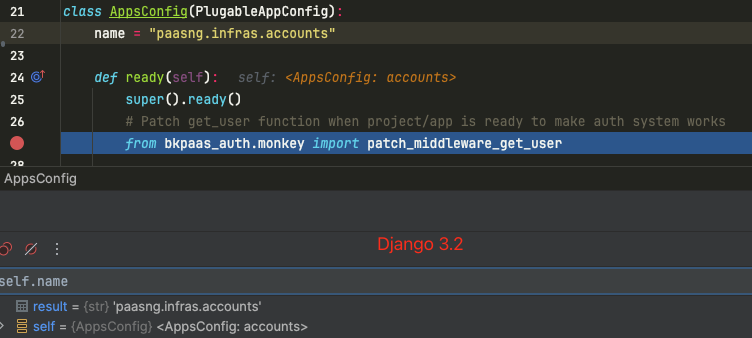 21 class AppsConfig(PlugableAppConfig):
22 name = "paasng.infras.accounts"
23
24 def ready(self): self: <AppsConfig: accounts>
25 super().ready()
26 # Patch get_user function when project/app is ready to make auth system works
from bkpaas_auth.monkey import patch_middleware_get_user
28
AppsConfig
Django 3.2
self.name
result = {str} 'paasng.infras.accounts'
self = {AppsConfig} <AppsConfig: accounts>